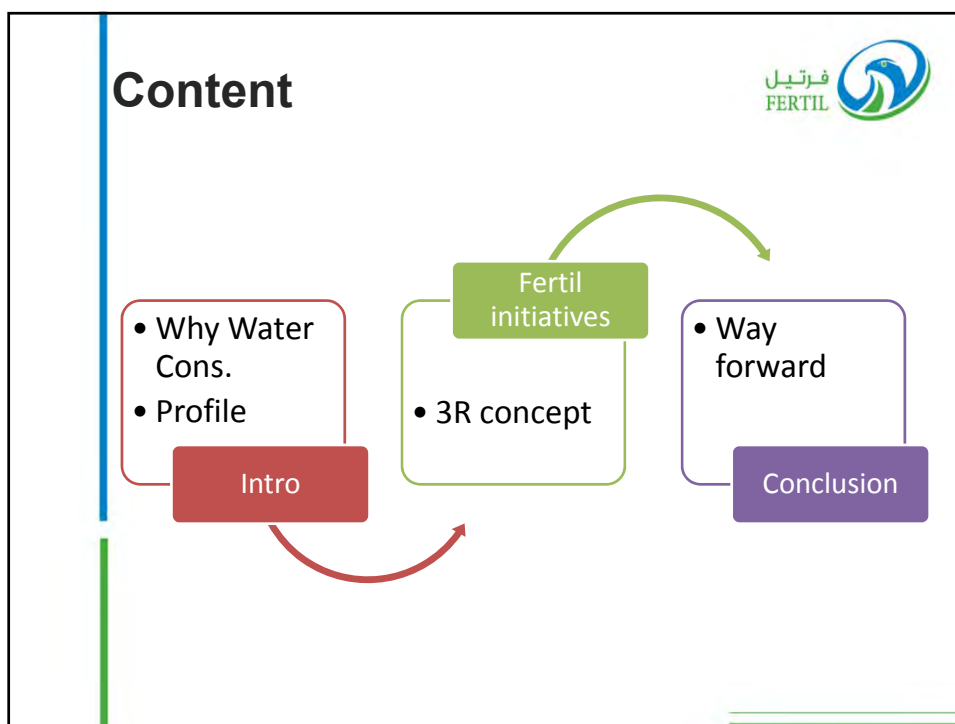 Content
فرتيل
FERTIL
• Why Water
Cons.
• Profile
Intro
Fertil
initiatives
• 3R concept
• Way
forward
Conclusion